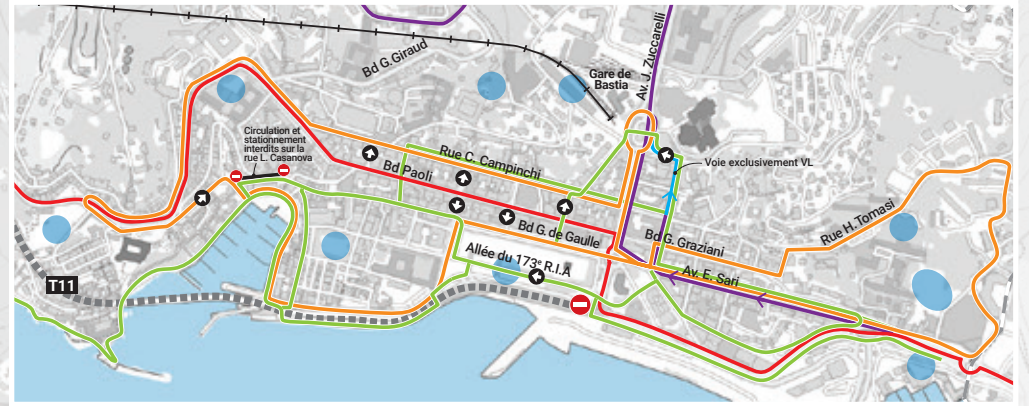 Bd G. Giraud
Gare de
Bastia
Av. J. Zuccarelli
Circulation et
stationnement
interdits sur la
rue L. Casanova
Rue C. Campinchi
Voie exclusivement VL
Bd Paoli
Rue H. Tomasi
Bd G. de Gaulle
Bd G. Graziani
Allée du 173e R.I.A
Av. E. Sari
T11